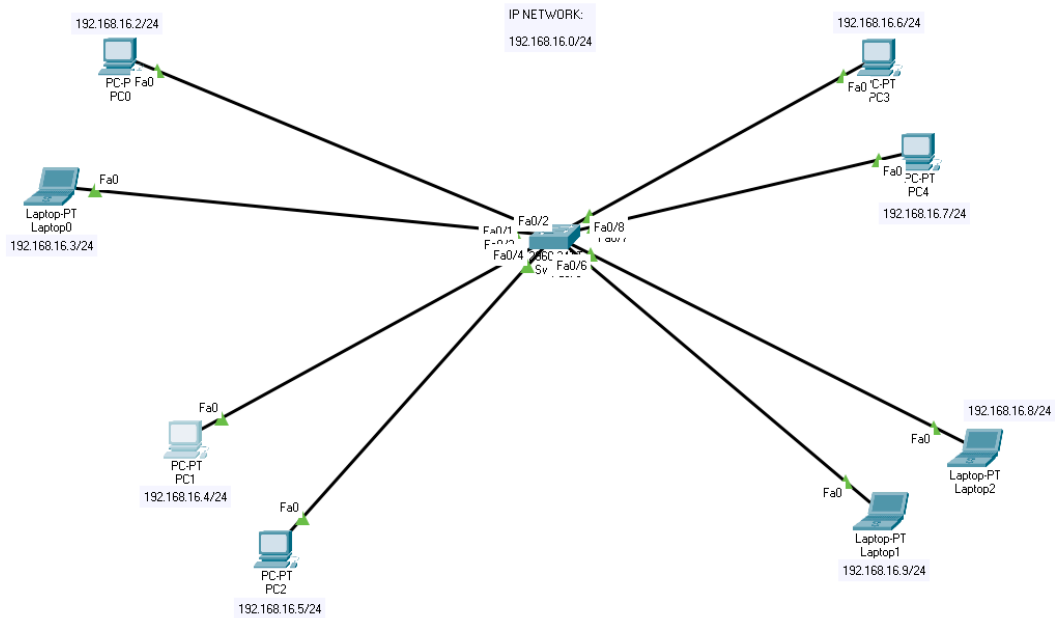 IP NETWORK:
192.168.16.0/24
192.168.16.2/24
Fa0
PC0
192.168.16.6/24
Fa0
PC3
Fa0
Laptop-PT
Laptop0
192.168.16.3/24
Fa0
PC-PT
PC4
192.168.16.7/24
Fa0/2
Fa0/1
Fa0/8
Fa0/4
Fa0/6
Fa0
PC-PT
PC1
192.168.16.4/24
Fa0
PC-PT
PC2
192.168.16.5/24
192.168.16.8/24
Fa0
Laptop-PT
Laptop2
Fa0
Laptop-PT
Laptop1
192.168.16.9/24